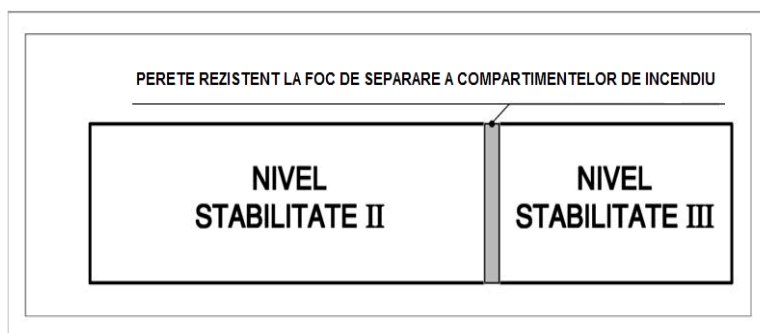 PERETE REZISTENT LA FOC DE SEPARARE A COMPARTIMENTELOR DE INCENDIU
NIVEL
STABILITATE II
NIVEL
STABILITATE III